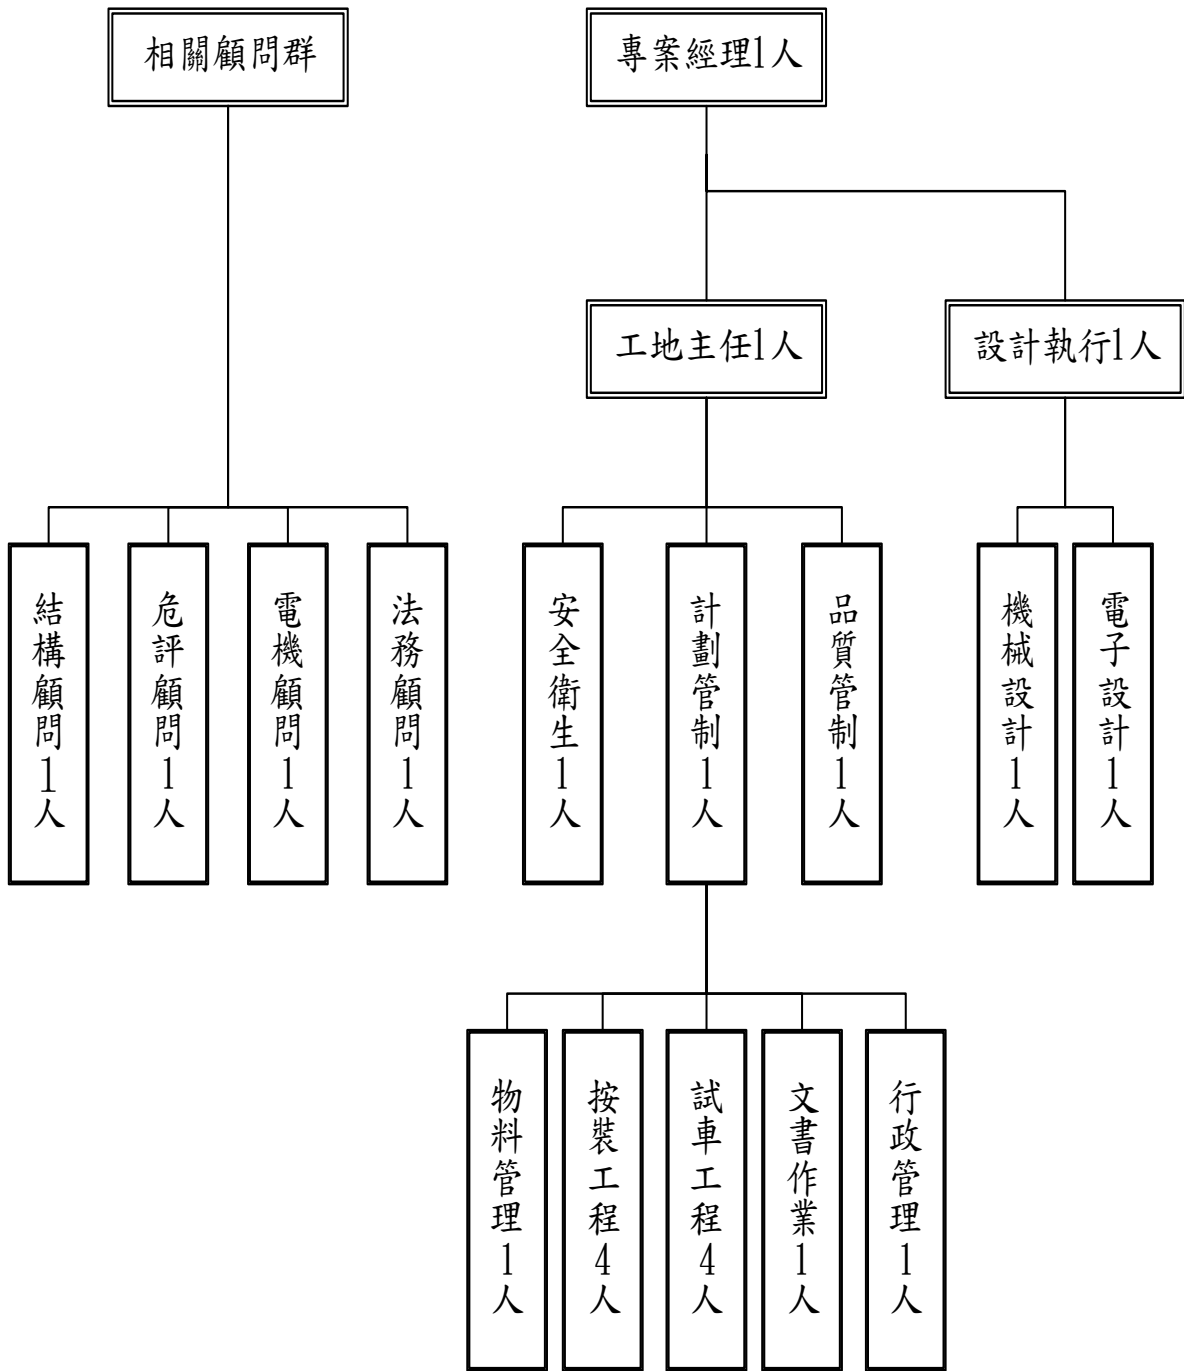 相關顧問群
專案經理1人
工地主任1人
設計執行1人
結構顧問1人
危評顧問1人
電機顧問1人
法務顧問1人
安全衛生1人
計劃管制1人
品質管制1人
機械設計1人
電子設計1人
物料管理1人
按裝工程4人
試車工程4人
文書作業1人
行政管理1人